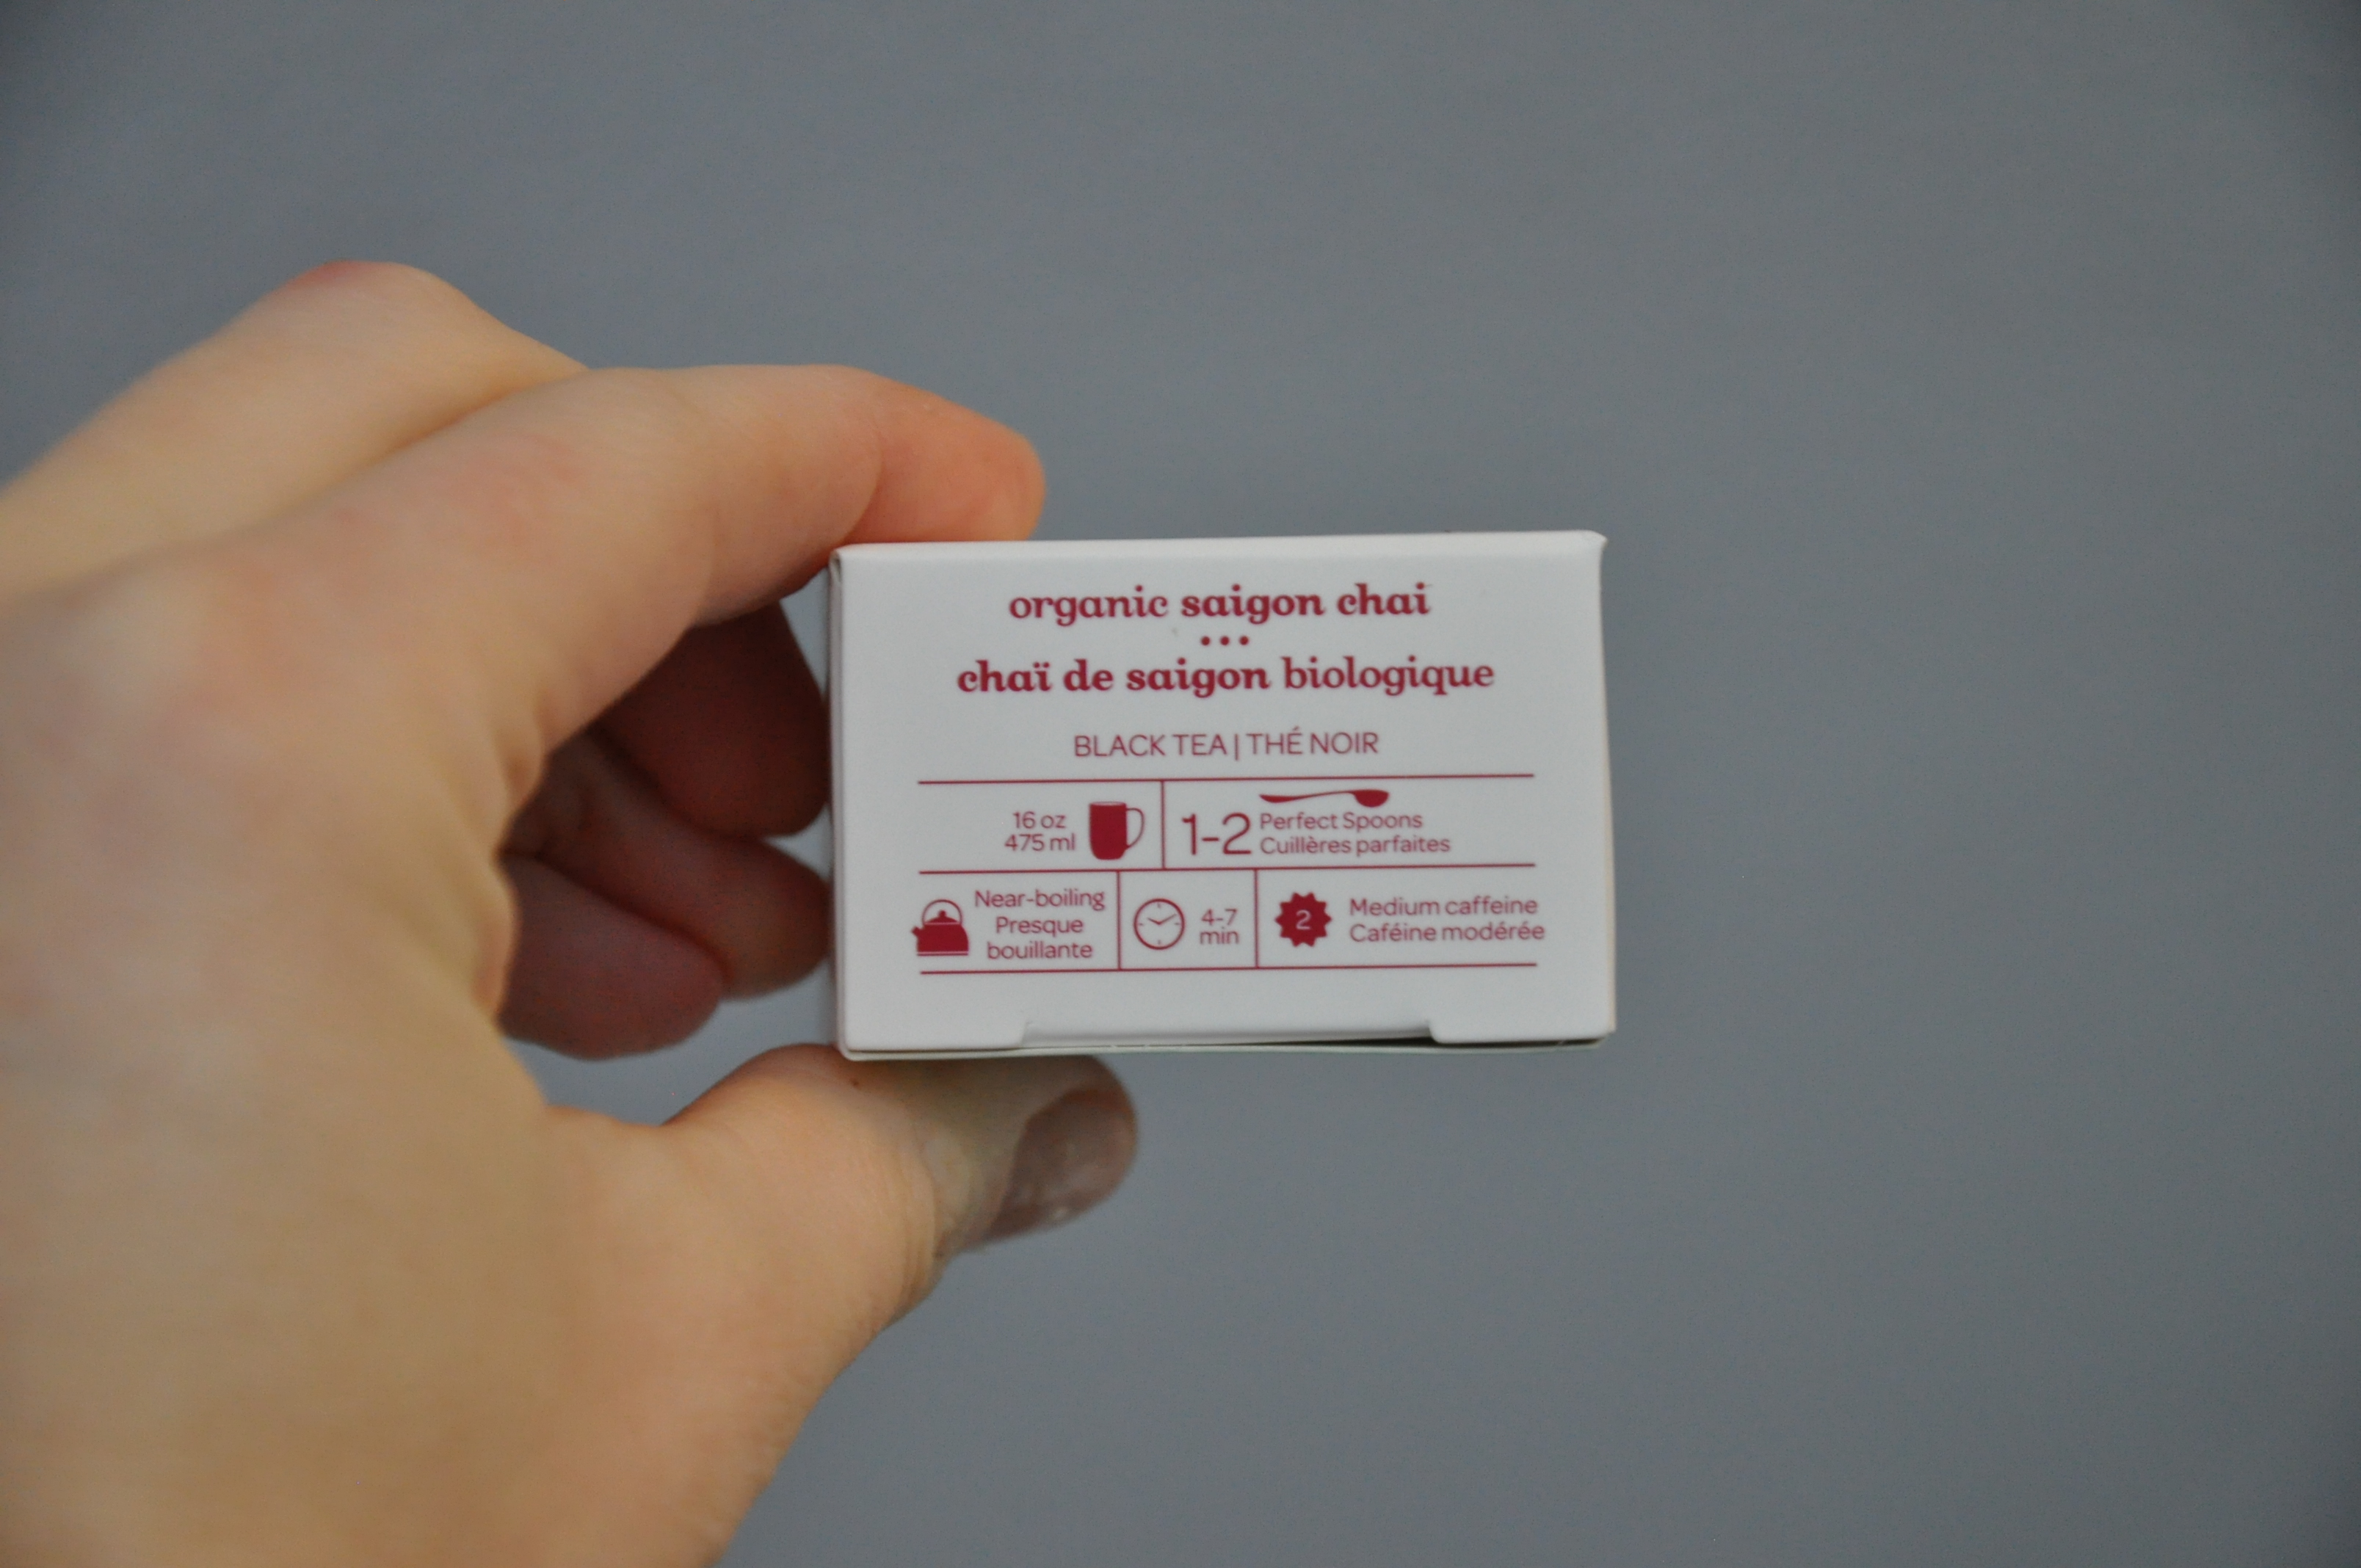 organic saigon chai
•••
chaï de saigon biologique
BLACK TEA | THÉ NOIR
16 oz
475 ml
1-2 Perfect Spoons
Cuillères parfaites
Near-boiling
Presque
bouillante
4-7
min
2
Medium caffeine
Caféine modérée